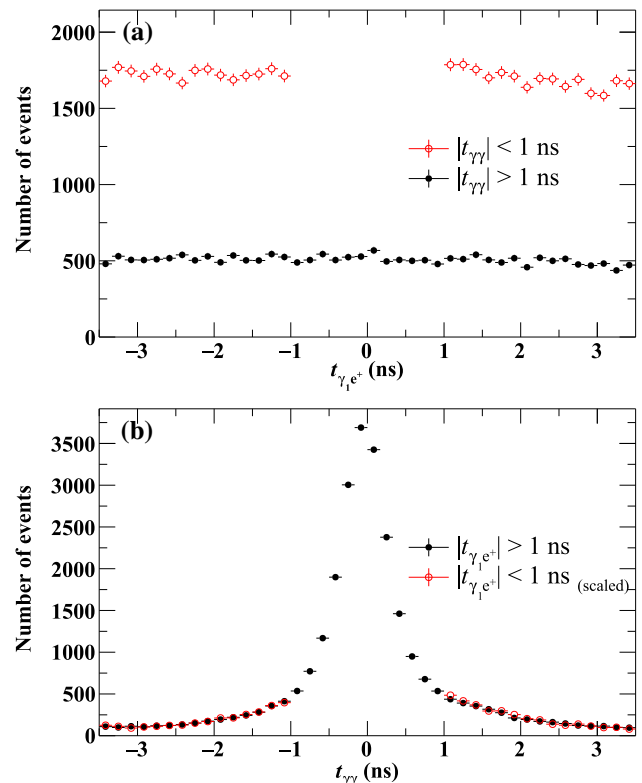 (a)
2000
1500
1000
500
0
Number of events
|tγγ| < 1 ns
|tγγ| > 1 ns
−3 −2 −1 0 1 2 3
tγ1e+ (ns)
(b)
3500
3000
2500
2000
1500
1000
500
0
Number of events
|tγ1e+| > 1 ns
|tγ1e+| < 1 ns (scaled)
−3 −2 −1 0 1 2 3
tγγ (ns)